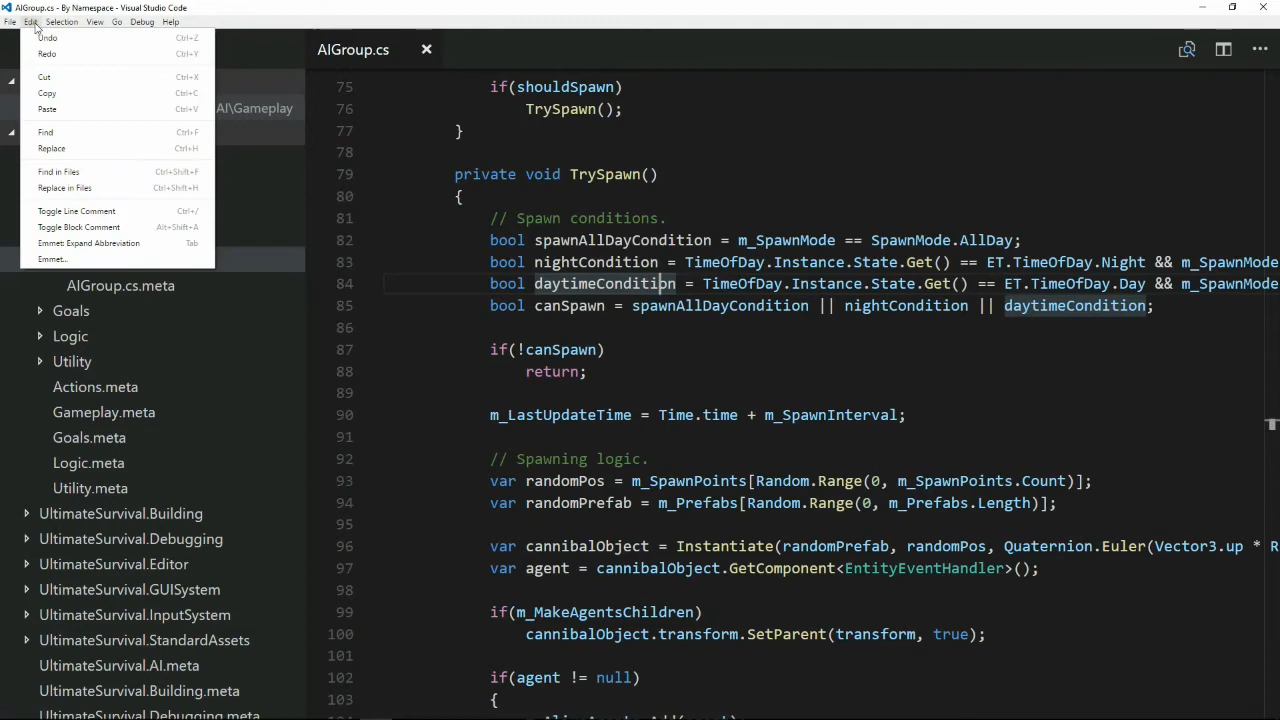 AIGroup.cs - By Namespace - Visual Studio Code
File Edit Selection View Go Debug Help
Undo Ctrl+Z
Redo Ctrl+Y
Cut Ctrl+X
Copy Ctrl+C
Paste Ctrl+V
Find Ctrl+F
Replace Ctrl+H
Find in Files Ctrl+Shift+F
Replace in Files Ctrl+Shift+H
Toggle Line Comment Ctrl+/
Toggle Block Comment Alt+Shift+A
Emmet: Expand Abbreviation Tab
Emmet...
AI\Gameplay
AIGroup.cs.meta
Goals
Logic
Utility
Actions.meta
Gameplay.meta
Goals.meta
Logic.meta
Utility.meta
UltimateSurvival.Building
UltimateSurvival.Debugging
UltimateSurvival.Editor
UltimateSurvival.GUISystem
UltimateSurvival.InputSystem
UltimateSurvival.StandardAssets
UltimateSurvival.AI.meta
UltimateSurvival.Building.meta
UltimateSurvival.Debugging.meta
AIGroup.cs
75 if(shouldSpawn)
76 TrySpawn();
77 }
78
79 private void TrySpawn()
80 {
81 // Spawn conditions.
82 bool spawnAllDayCondition = m_SpawnMode == SpawnMode.AllDay;
83 bool nightCondition = TimeOfDay.Instance.State.Get() == ET.TimeOfDay.Night && m_SpawnMode
84 bool daytimeCondition = TimeOfDay.Instance.State.Get() == ET.TimeOfDay.Day && m_SpawnMode
85 bool canSpawn = spawnAllDayCondition || nightCondition || daytimeCondition;
86
87 if(!canSpawn)
88 return;
89
90 m_LastUpdateTime = Time.time + m_SpawnInterval;
91
92 // Spawning logic.
93 var randomPos = m_SpawnPoints[Random.Range(0, m_SpawnPoints.Count)];
94 var randomPrefab = m_Prefabs[Random.Range(0, m_Prefabs.Length)];
95
96 var cannibalObject = Instantiate(randomPrefab, randomPos, Quaternion.Euler(Vector3.up * R
97 var agent = cannibalObject.GetComponent<EntityEventHandler>();
98
99 if(m_MakeAgentsChildren)
100 cannibalObject.transform.SetParent(transform, true);
101
102 if(agent != null)
103 {